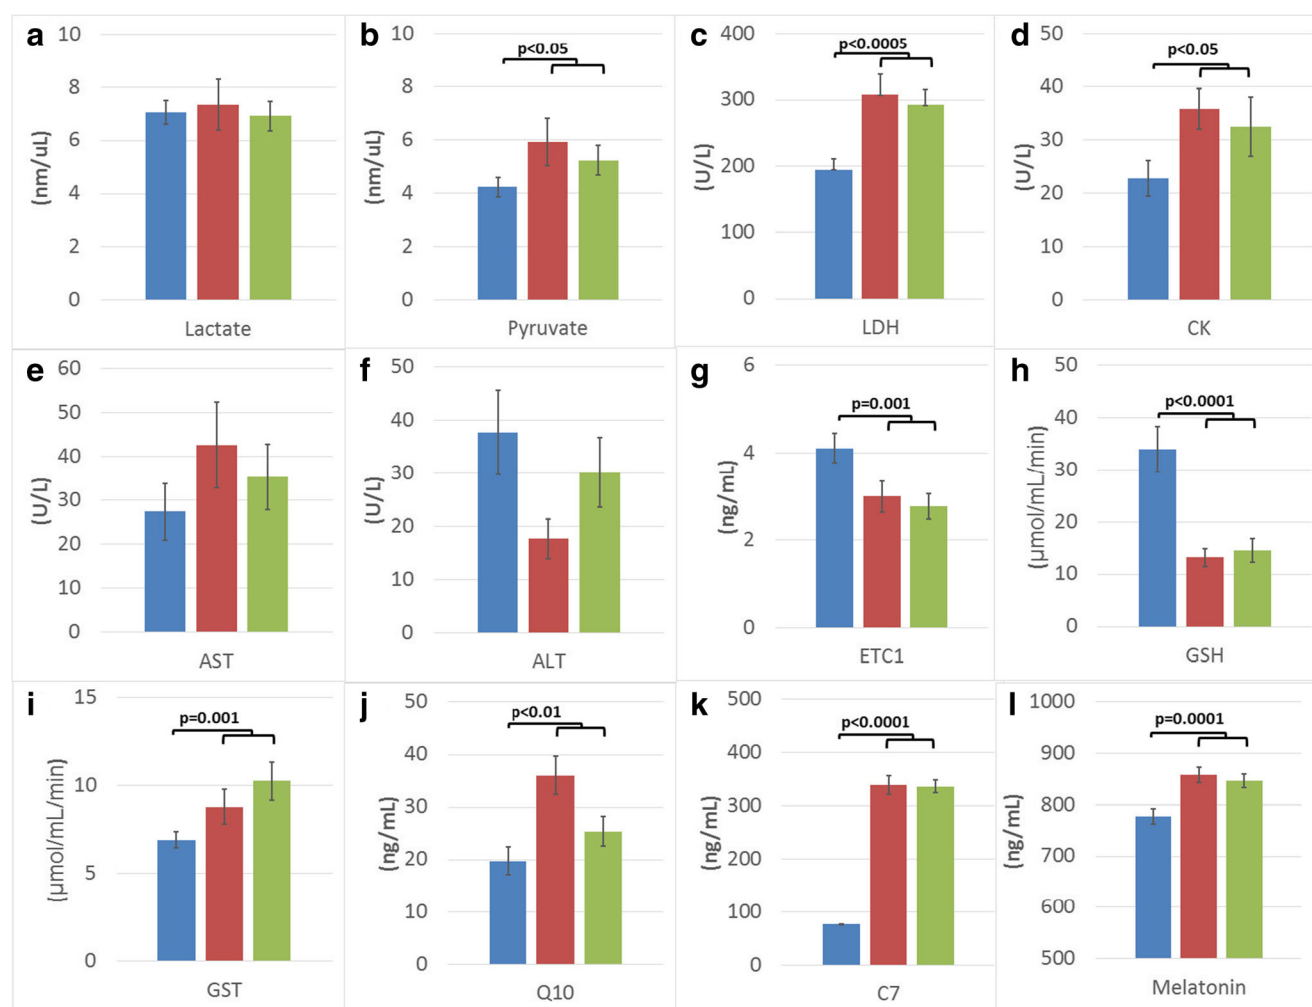 a
10
8
6
4
2
0
(nm/uL)
Lactate
b
10
8
6
4
2
0
(nm/uL)
p<0.05
Pyruvate
c
400
300
200
100
0
(U/L)
p<0.0005
LDH
d
50
40
30
20
10
0
(U/L)
p<0.05
CK
e
60
50
40
30
20
10
0
(U/L)
AST
f
50
40
30
20
10
0
(U/L)
ALT
g
6
4
2
0
(ng/mL)
p=0.001
ETC1
h
50
40
30
20
10
0
(µmol/mL/min)
p<0.0001
GSH
i
15
10
5
0
(µmol/mL/min)
p=0.001
GST
j
50
40
30
20
10
0
(ng/mL)
p<0.01
Q10
k
500
400
300
200
100
0
(ng/mL)
p<0.0001
C7
l
1000
900
800
700
600
500
(ng/mL)
p=0.0001
Melatonin